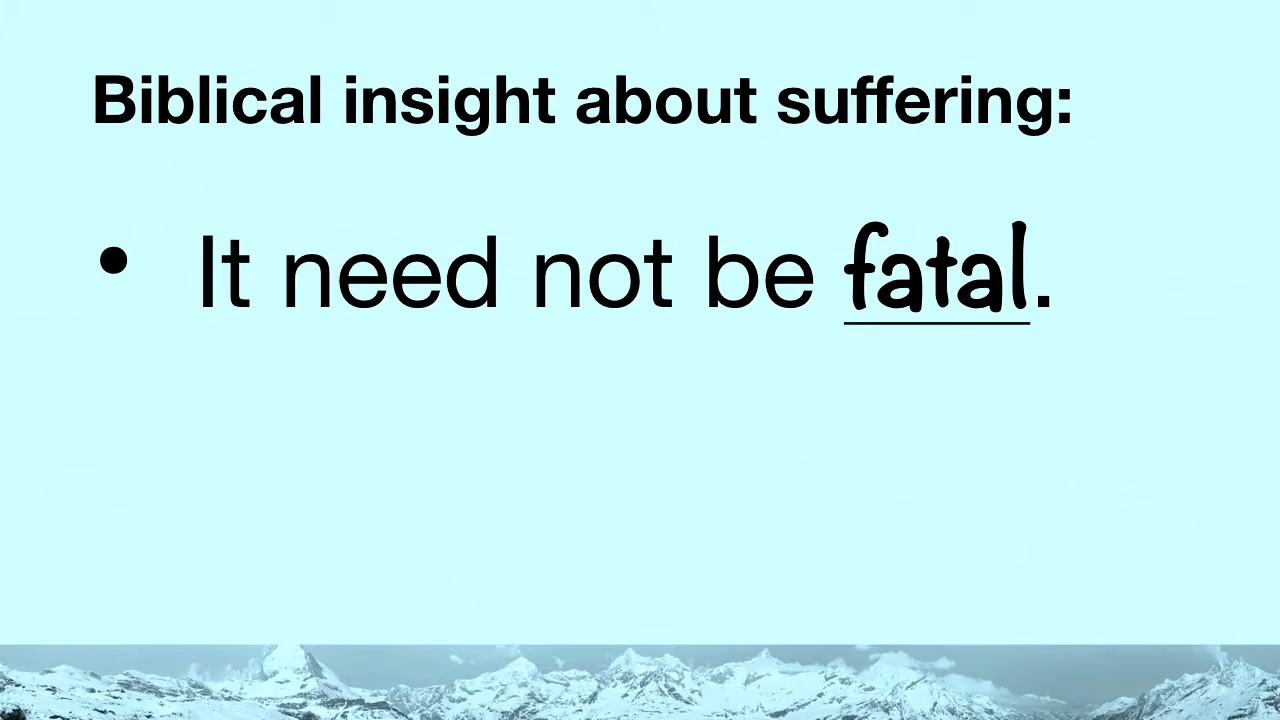 Biblical insight about suffering:
• It need not be fatal.